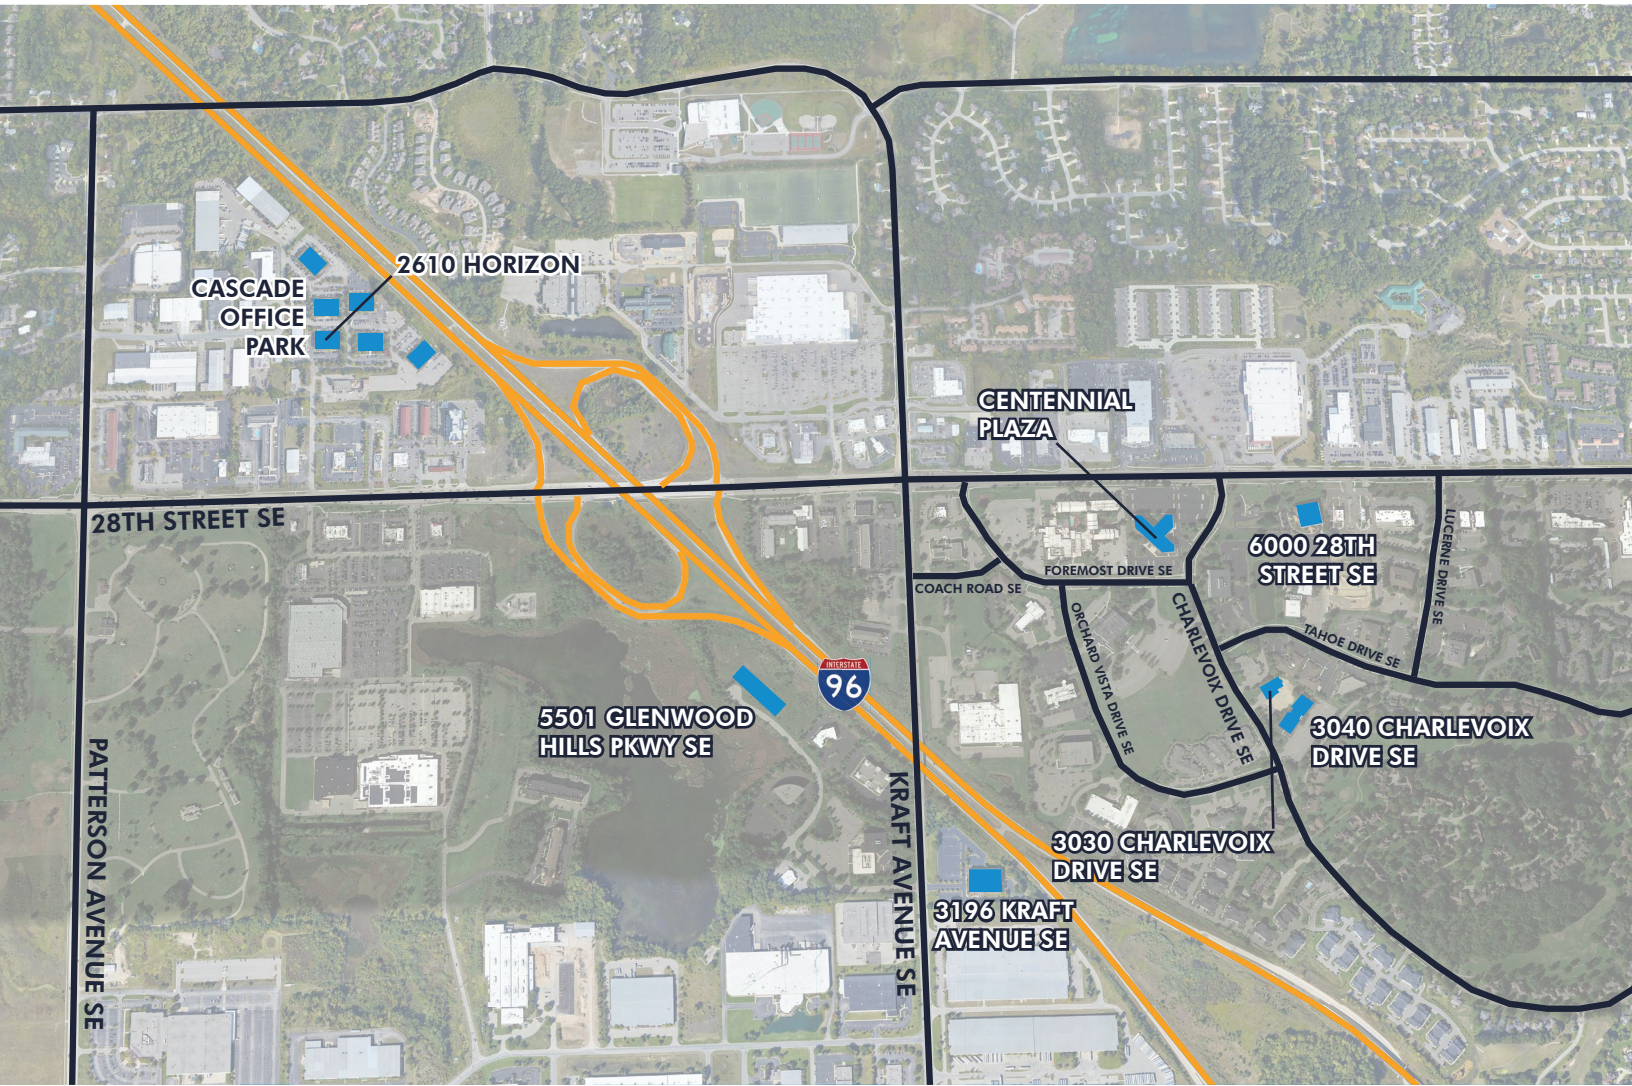 2610 HORIZON
CASCADE
OFFICE
PARK
CENTENNIAL
PLAZA
28TH STREET SE
6000 28TH
STREET SE
LUCERNE DRIVE SE
FOREMOST DRIVE SE
COACH ROAD SE
ORCHARD VISTA DRIVE SE
CHARLEVOIX DRIVE SE
TAHOE DRIVE SE
INTERSTATE
96
5501 GLENWOOD
HILLS PKWY SE
3040 CHARLEVOIX
DRIVE SE
PATTERSON AVENUE SE
KRAFT AVENUE SE
3030 CHARLEVOIX
DRIVE SE
3196 KRAFT
AVENUE SE